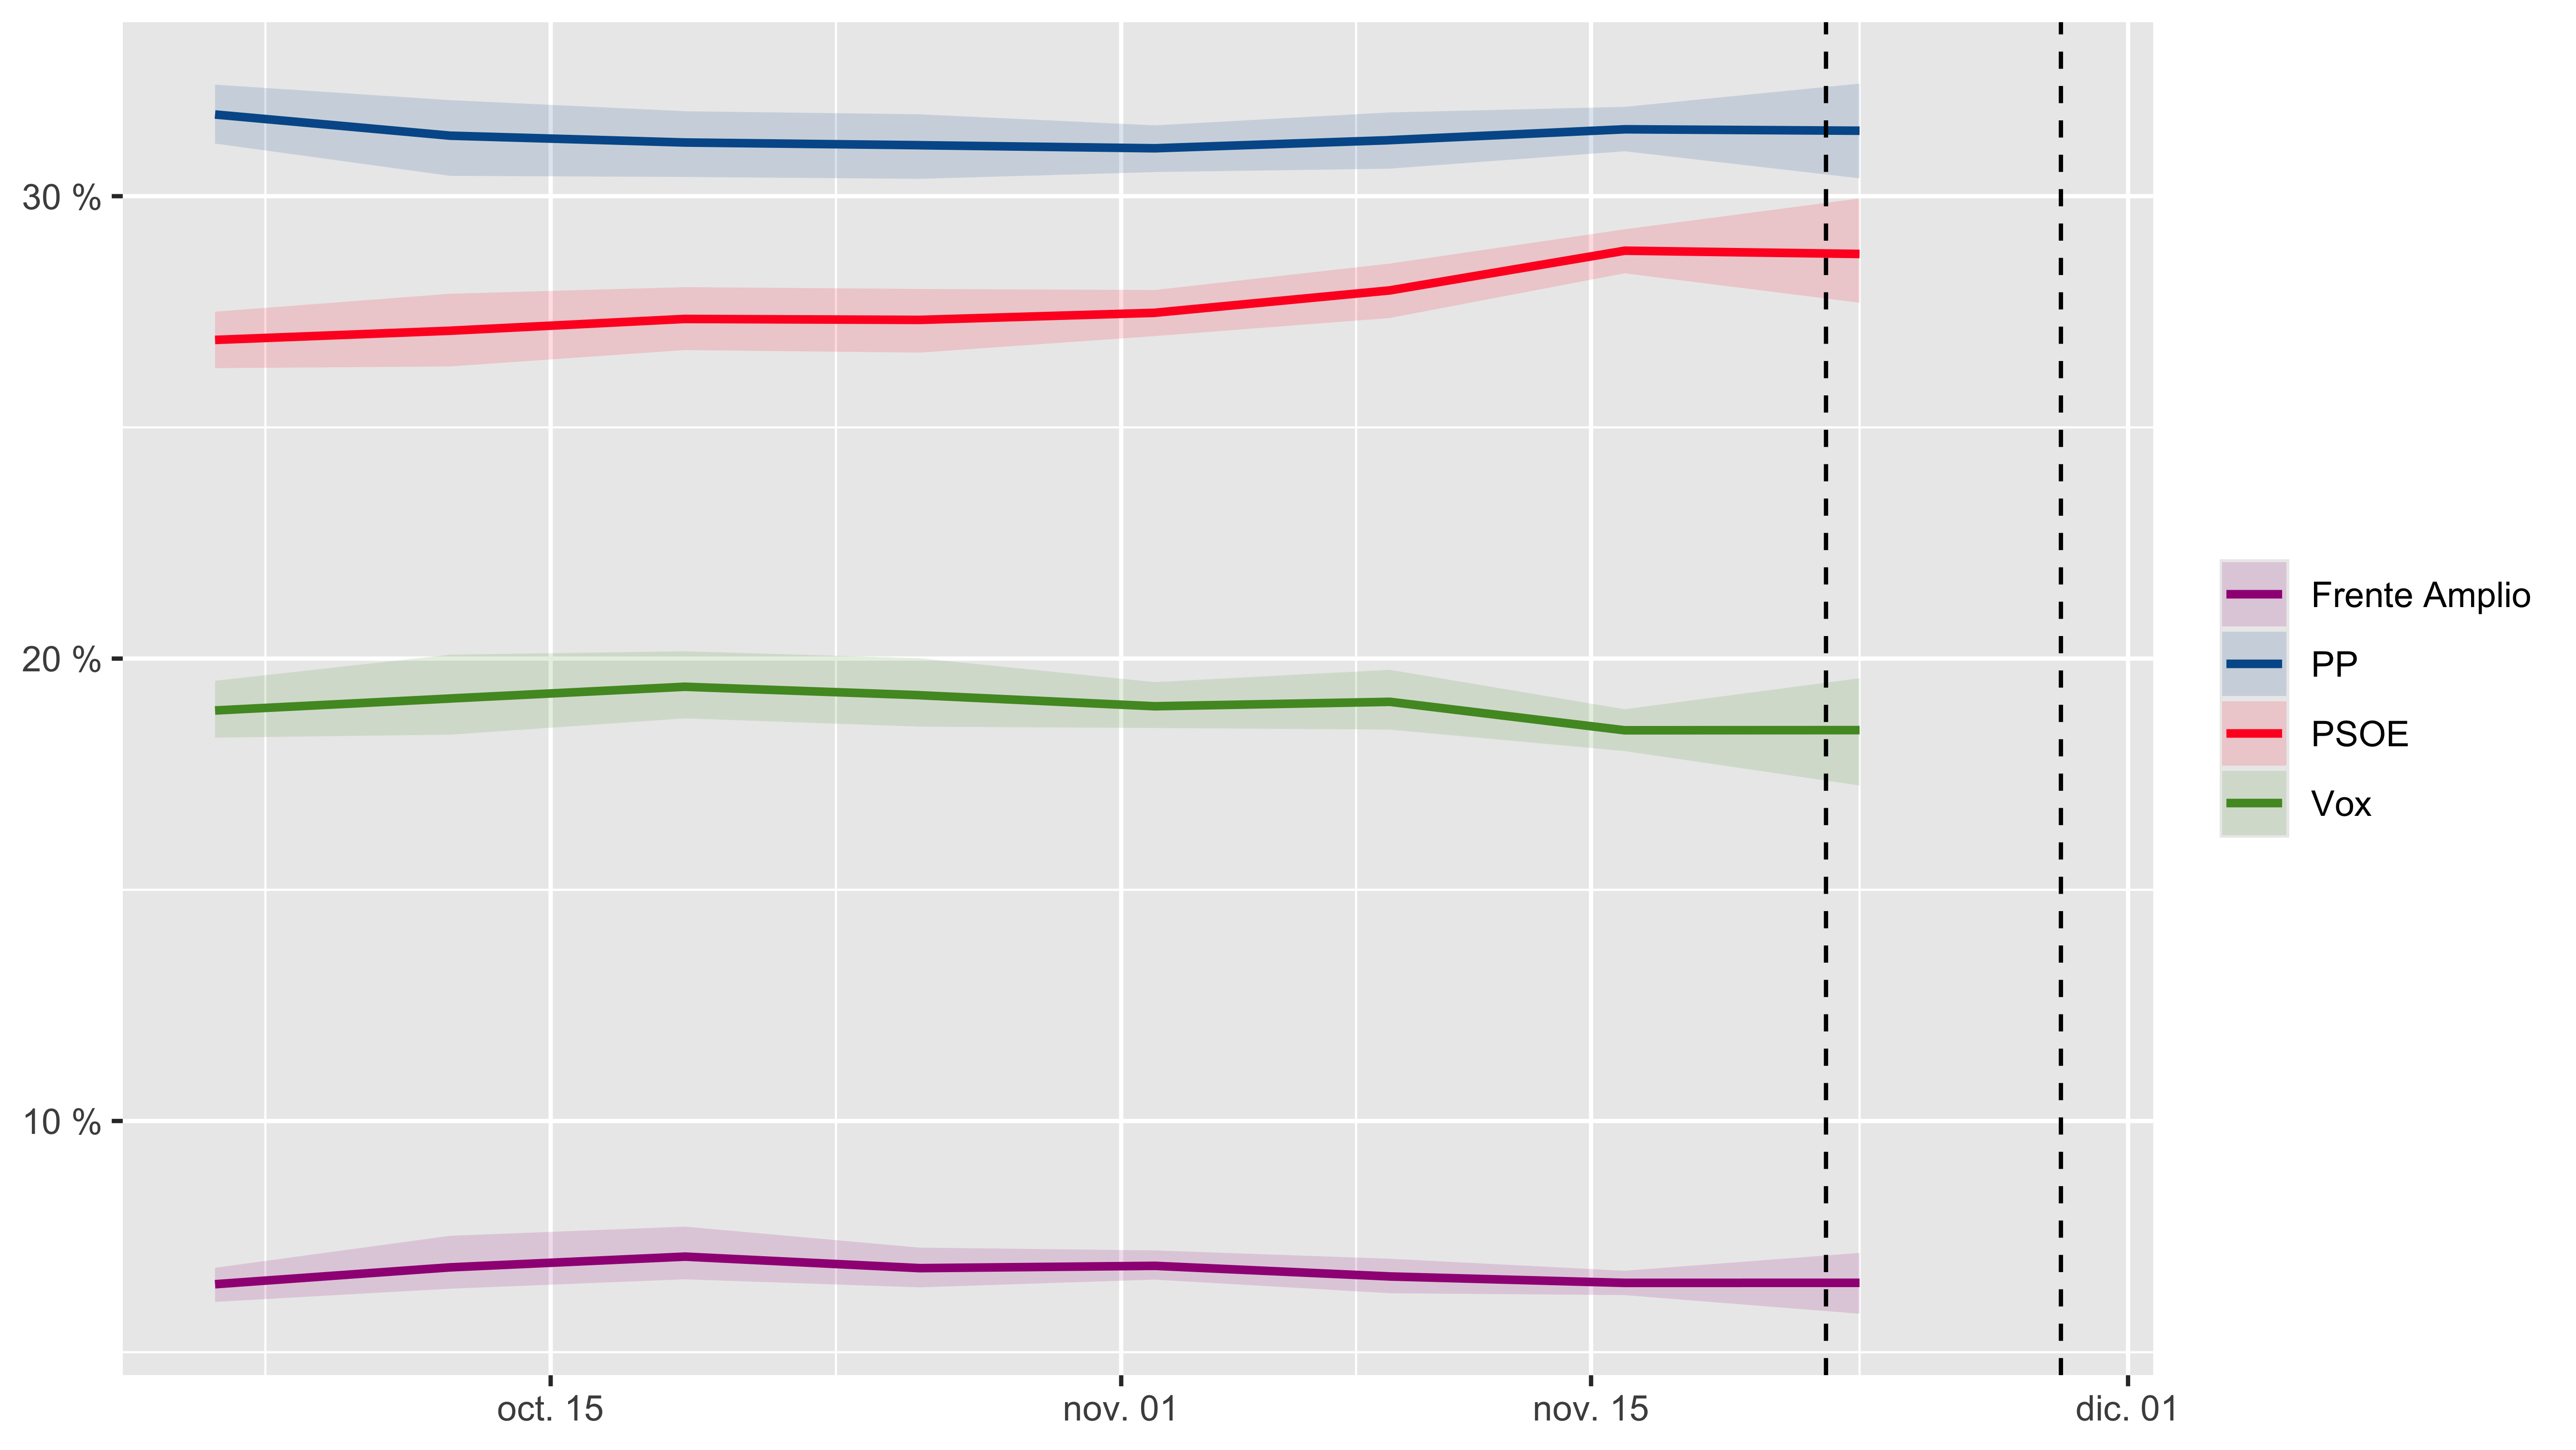 30 %
20 %
10 %
oct. 15
nov. 01
nov. 15
dic. 01
Frente Amplio
PP
PSOE
Vox